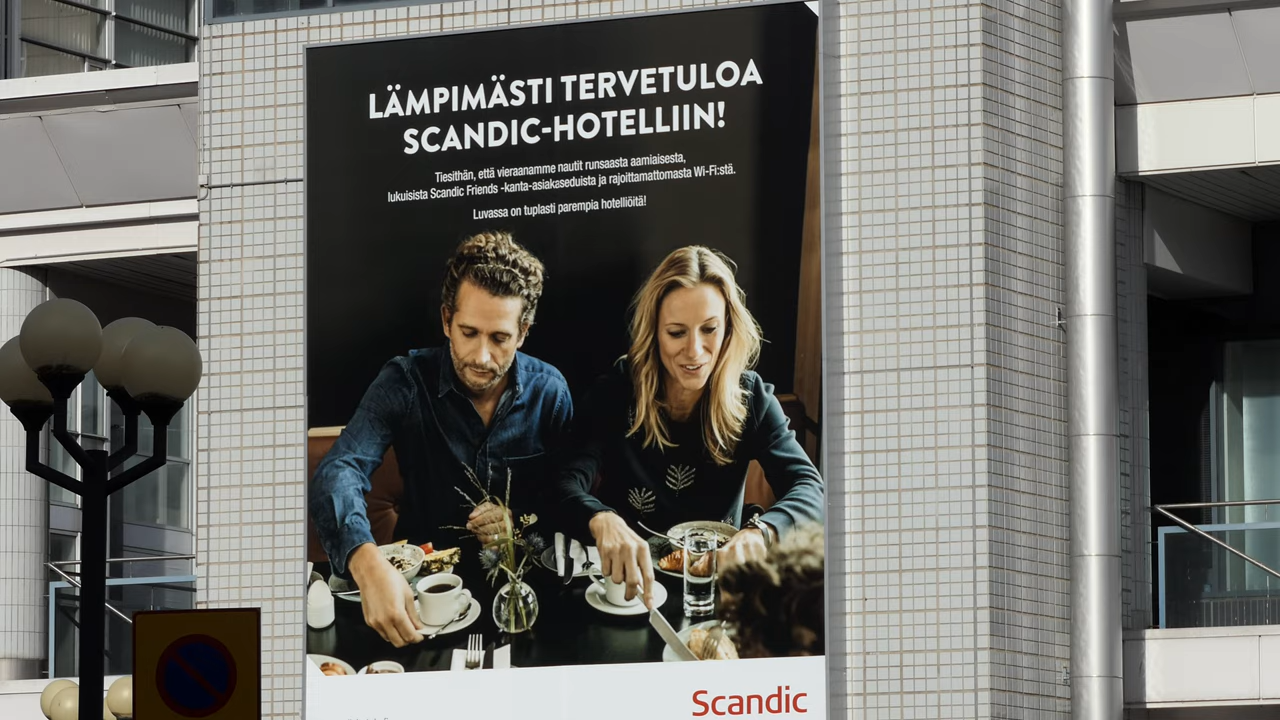 LÄMPIMÄSTI TERVETULOA
SCANDIC-HOTELLIIN!
Tiesithän, että vieraanamme nautit runsaasta aamiaisesta,
lukuisista Scandic Friends -kanta-asiakaseduista ja rajoittamattomasta Wi-Fi:stä.
Luvassa on tuplasti parempia hotelliöitä!
Scandic